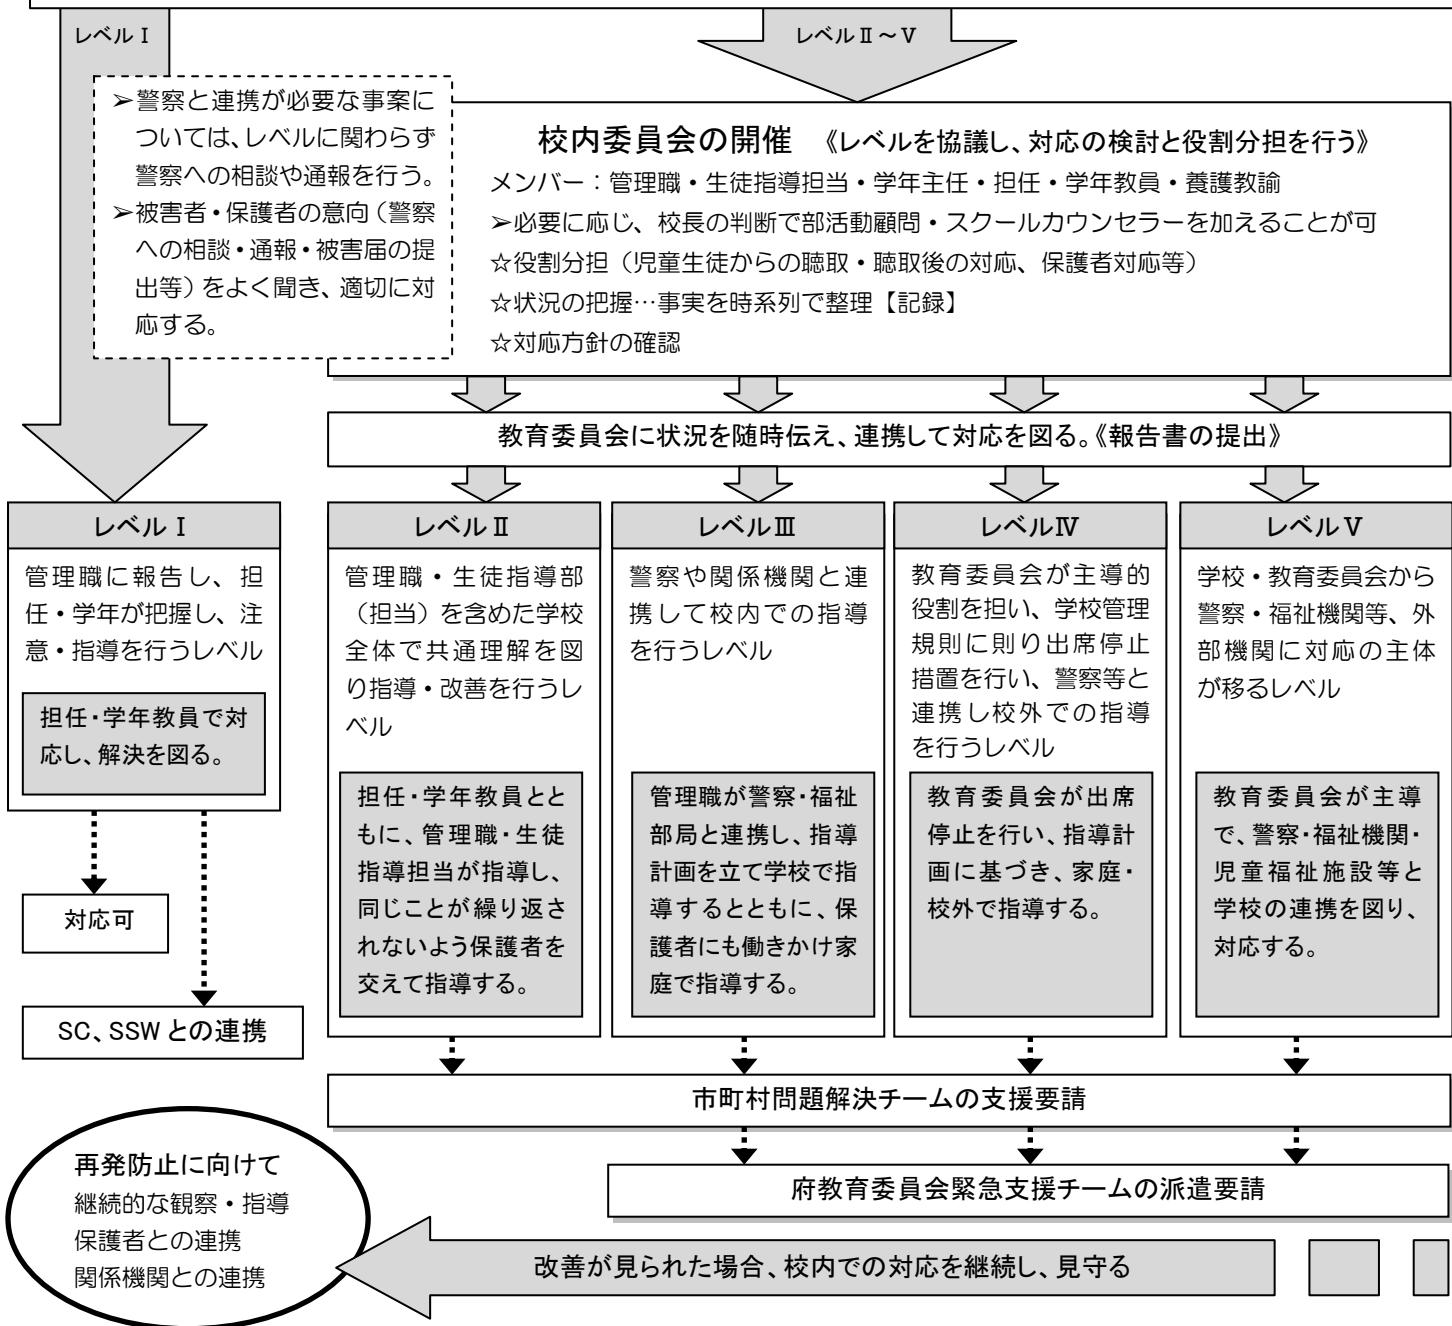 レベルⅠ
レベルⅡ～Ⅴ
➢警察と連携が必要な事案に
ついては、レベルに関わらず
警察への相談や通報を行う。
➢被害者・保護者の意向（警察
への相談・通報・被害届の提
出等）をよく聞き、適切に対
応する。
校内委員会の開催　《レベルを協議し、対応の検討と役割分担を行う》
メンバー：管理職・生徒指導担当・学年主任・担任・学年教員・養護教諭
➢必要に応じ、校長の判断で部活動顧問・スクールカウンセラーを加えることが可
☆役割分担（児童生徒からの聴取・聴取後の対応、保護者対応等）
☆状況の把握…事実を時系列で整理【記録】
☆対応方針の確認
教育委員会に状況を随時伝え、連携して対応を図る。《報告書の提出》
レベルⅠ
管理職に報告し、担
任・学年が把握し、注
意・指導を行うレベル
担任・学年教員で対
応し、解決を図る。
対応可
SC、SSWとの連携
レベルⅡ
管理職・生徒指導部
（担当）を含めた学校
全体で共通理解を図
り指導・改善を行うレ
ベル
担任・学年教員とと
もに、管理職・生徒
指導担当が指導し、
同じことが繰り返さ
れないよう保護者を
交えて指導する。
レベルⅢ
警察や関係機関と連
携して校内での指導
を行うレベル
管理職が警察・福祉
部局と連携し、指導
計画を立て学校で指
導するとともに、保
護者にも働きかけ家
庭で指導する。
レベルⅣ
教育委員会が主導的
役割を担い、学校管理
規則に則り出席停止
措置を行い、警察等と
連携し校外での指導
を行うレベル
教育委員会が出席
停止を行い、指導計
画に基づき、家庭・
校外で指導する。
レベルⅤ
学校・教育委員会から
警察・福祉機関等、外
部機関に対応の主体
が移るレベル
教育委員会が主導
で、警察・福祉機関・
児童福祉施設等と
学校の連携を図り、
対応する。
市町村問題解決チームの支援要請
府教育委員会緊急支援チームの派遣要請
再発防止に向けて
継続的な観察・指導
保護者との連携
関係機関との連携
改善が見られた場合、校内での対応を継続し、見守る